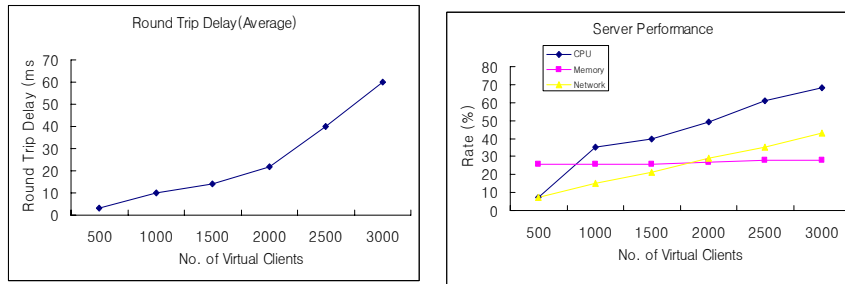 Round Trip Delay(Average)
Round Trip Delay (ms
70
60
50
40
30
20
10
0
500 1000 1500 2000 2500 3000
No. of Virtual Clients
Server Performance
CPU
Memory
Network
Rate (%)
80
70
60
50
40
30
20
10
0
500 1000 1500 2000 2500 3000
No. of Virtual Clients